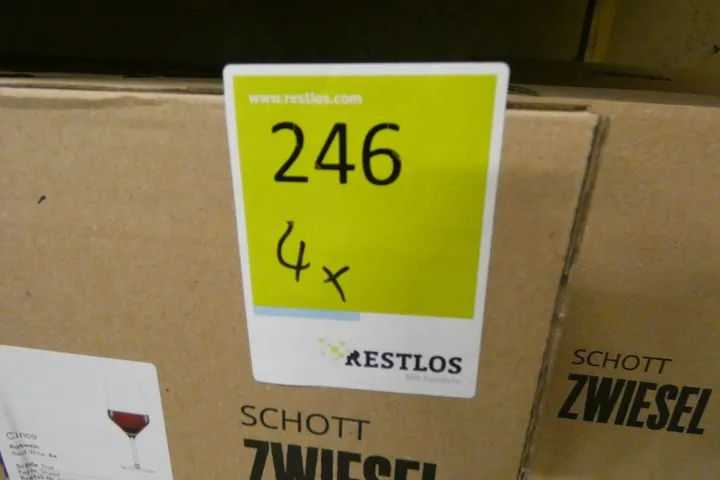 www.restlos.com
246
4x
RESTLOS
SCHOTT
ZWIESEL
SCHOTT
ZWIESEL
Cinco